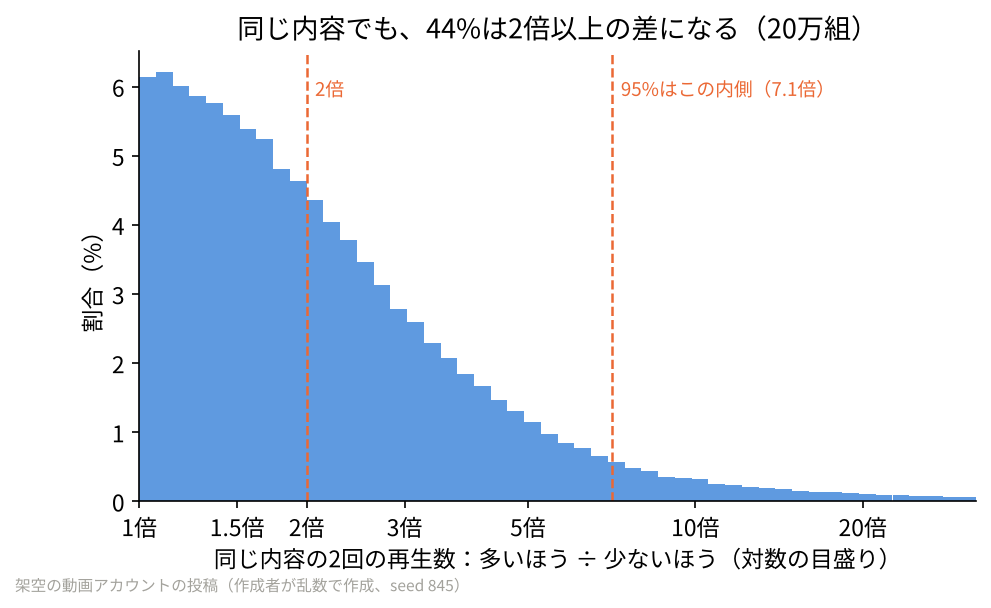 同じ内容でも、44%は2倍以上の差になる（20万組）
2倍
95%はこの内側（7.1倍）
割合（%）
6
5
4
3
2
1
0
1倍
1.5倍
2倍
3倍
5倍
10倍
20倍
同じ内容の2回の再生数：多いほう ÷ 少ないほう（対数の目盛り）
架空の動画アカウントの投稿（作成者が乱数で作成、seed 845）